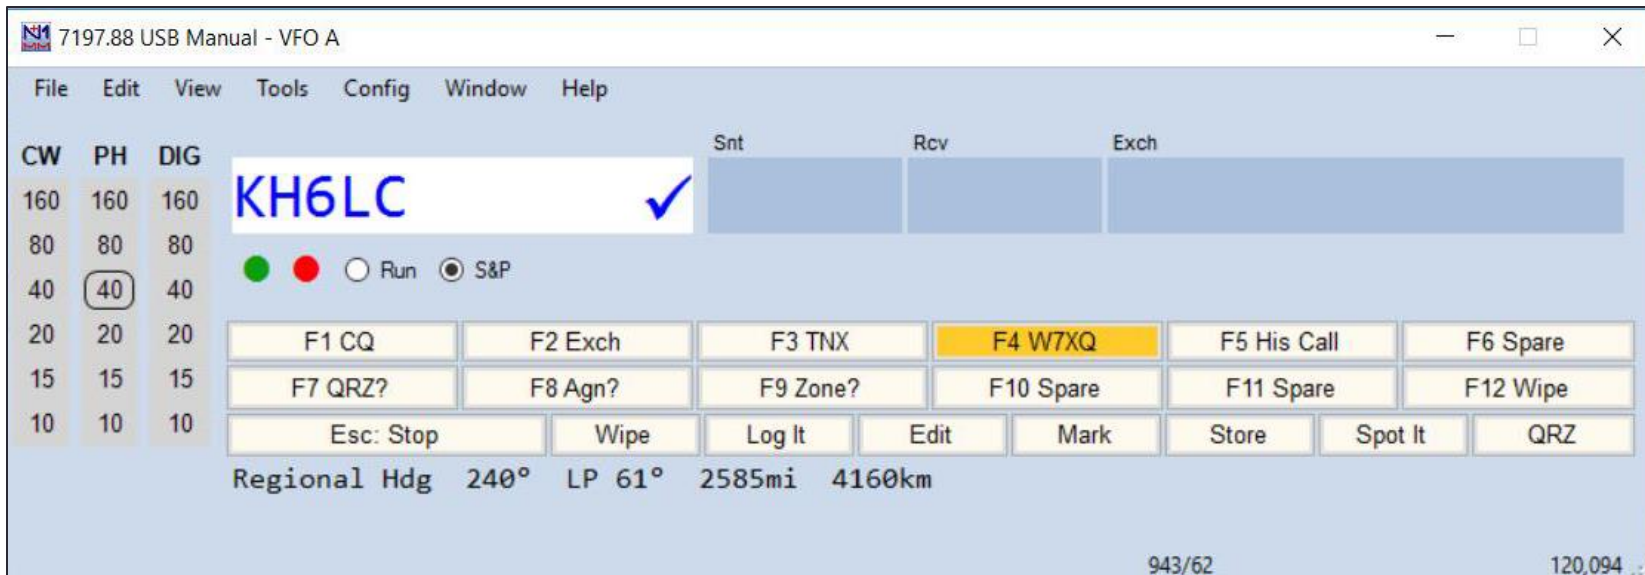 N1MM 7197.88 USB Manual - VFO A
File Edit View Tools Config Window Help
Snt Rcv Exch
CW PH DIG
KH6LC
160 160 160
80 80 80
Run S&P
40 40 40
20 20 20
F1 CQ F2 Exch F3 TNX F4 W7XQ F5 His Call F6 Spare
15 15 15
F7 QRZ? F8 Agn? F9 Zone? F10 Spare F11 Spare F12 Wipe
10 10 10
Esc: Stop Wipe Log It Edit Mark Store Spot It QRZ
Regional Hdg 240° LP 61° 2585mi 4160km
943/62 120,094